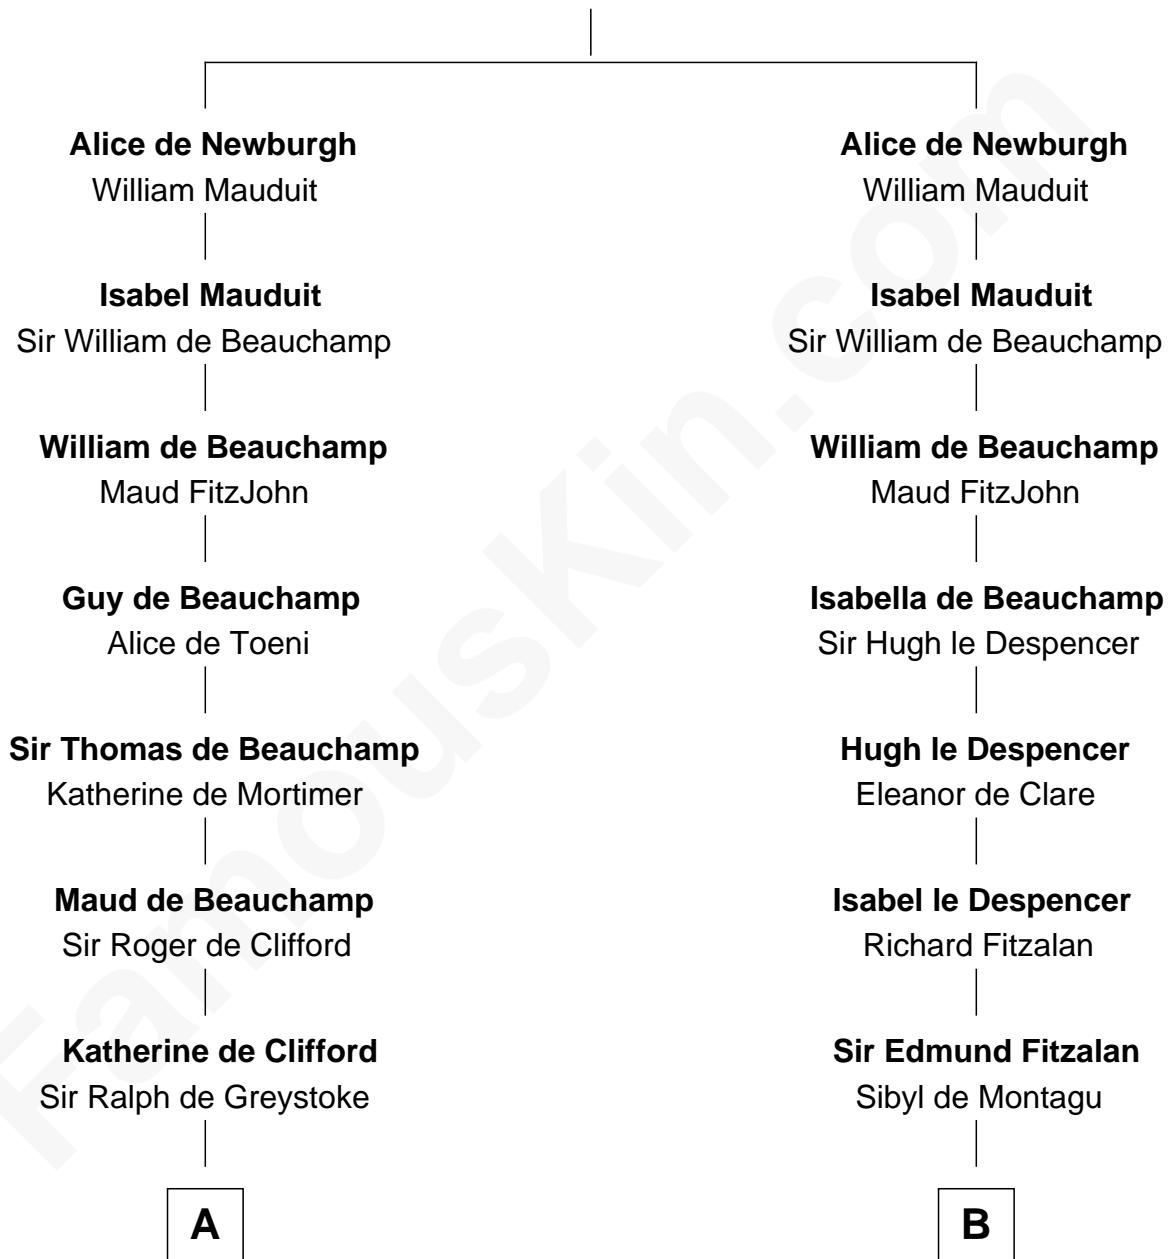 Alice de Newburgh
William Mauduit
Isabel Mauduit
Sir William de Beauchamp
William de Beauchamp
Maud FitzJohn
Guy de Beauchamp
Alice de Toeni
Sir Thomas de Beauchamp
Katherine de Mortimer
Maud de Beauchamp
Sir Roger de Clifford
Katherine de Clifford
Sir Ralph de Greystoke
A
Alice de Newburgh
William Mauduit
Isabel Mauduit
Sir William de Beauchamp
William de Beauchamp
Maud FitzJohn
Isabella de Beauchamp
Sir Hugh le Despencer
Hugh le Despencer
Eleanor de Clare
Isabel le Despencer
Richard Fitzalan
Sir Edmund Fitzalan
Sibyl de Montagu
B
FamousKin.com